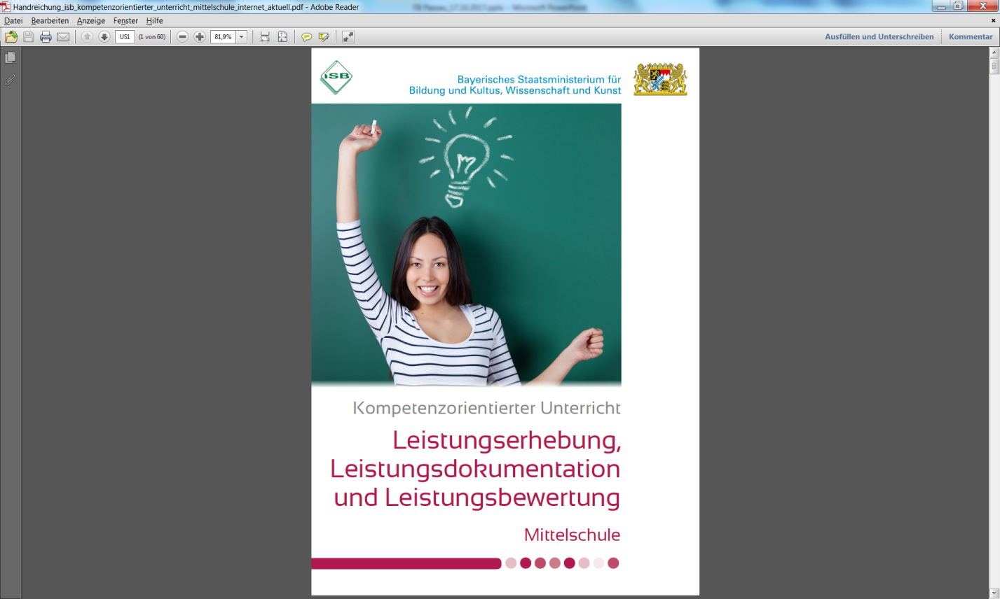 Handreichung_isb_kompetenzorientierter_unterricht_mittelschule_internet_aktuell.pdf - Adobe Reader
Datei Bearbeiten Anzeige Fenster Hilfe
US1 (1 von 60) 81,9% Ausfüllen und Unterschreiben Kommentar
ISB
Bayerisches Staatsministerium für
Bildung und Kultus, Wissenschaft und Kunst
Kompetenzorientierter Unterricht
Leistungserhebung,
Leistungsdokumentation
und Leistungsbewertung
Mittelschule